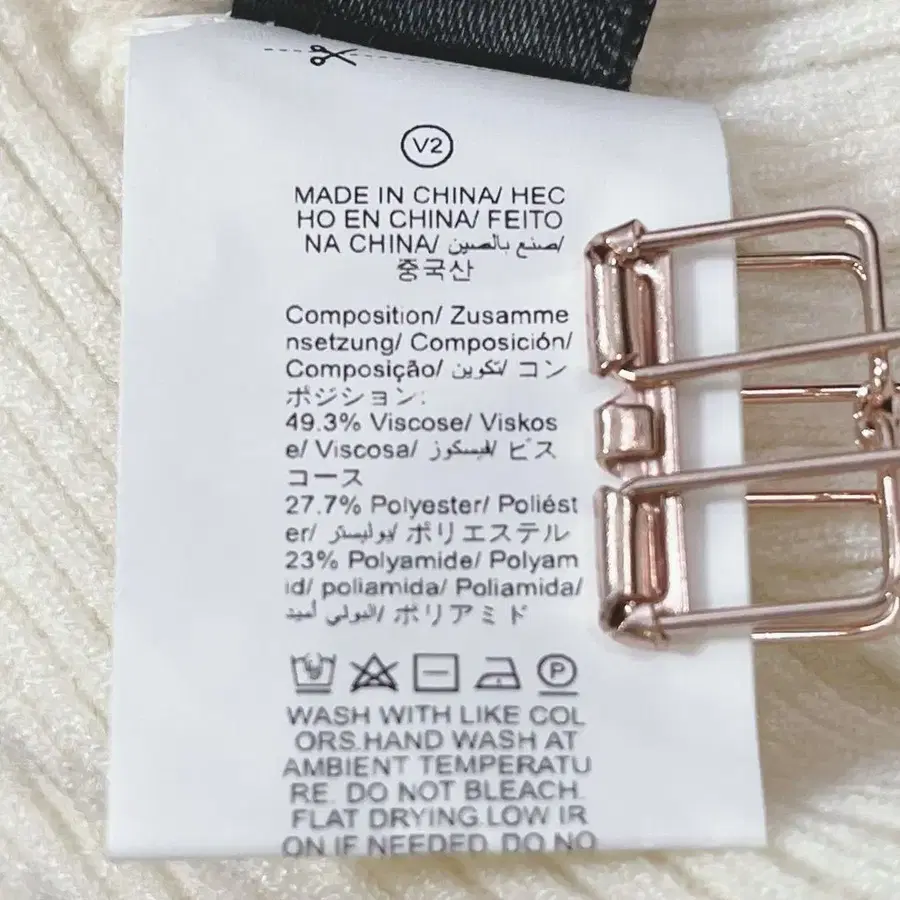 V2
MADE IN CHINA/ HEC
HO EN CHINA/ FEITO
NA CHINA/ صنع بالصين/
중국산
Composition/ Zusamme
nsetzung/ Composición/
Composição/ تكوين/ コン
ポジション:
49.3% Viscose/ Viskos
e/ Viscosa/ فيسكوز/ ビス
コース
27.7% Polyester/ Poliést
er/ بوليستر/ ポリエステル
23% Polyamide/ Polyam
id/ poliamida/ Poliamida/
البولي أميد/ ポリアミド
P
WASH WITH LIKE COL
ORS.HAND WASH AT
AMBIENT TEMPERATU
RE. DO NOT BLEACH.
FLAT DRYING.LOW IR
ON IF NEEDED. DO NO